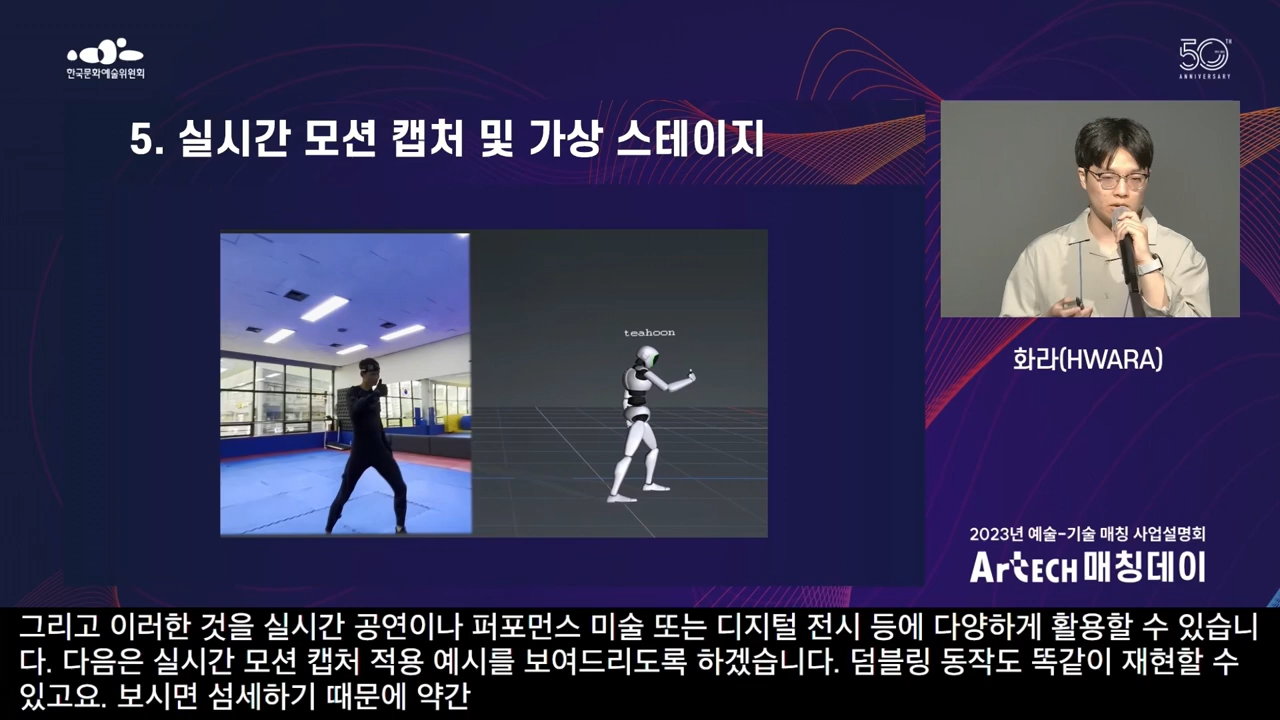 한국문화예술위원회
50TH
ANNIVERSARY
5. 실시간 모션 캡처 및 가상 스테이지
teahoon
화라(HWARA)
2023년 예술-기술 매칭 사업설명회
ArtECH 매칭데이
그리고 이러한 것을 실시간 공연이나 퍼포먼스 미술 또는 디지털 전시 등에 다양하게 활용할 수 있습니
다. 다음은 실시간 모션 캡처 적용 예시를 보여드리도록 하겠습니다. 덤블링 동작도 똑같이 재현할 수
있고요. 보시면 섬세하기 때문에 약간